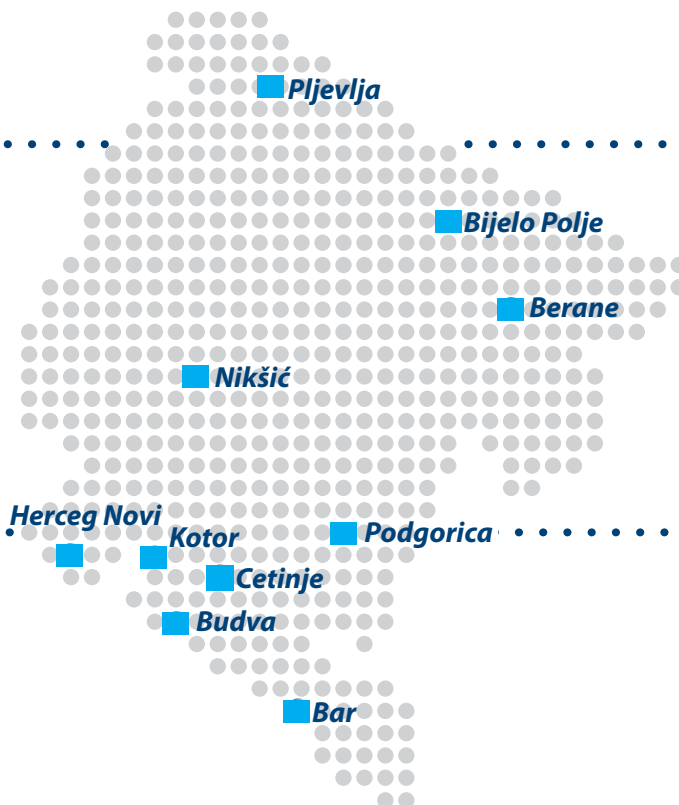 Pljevlja
Bijelo Polje
Berane
Nikšić
Herceg Novi
Kotor
Podgorica
Cetinje
Budva
Bar